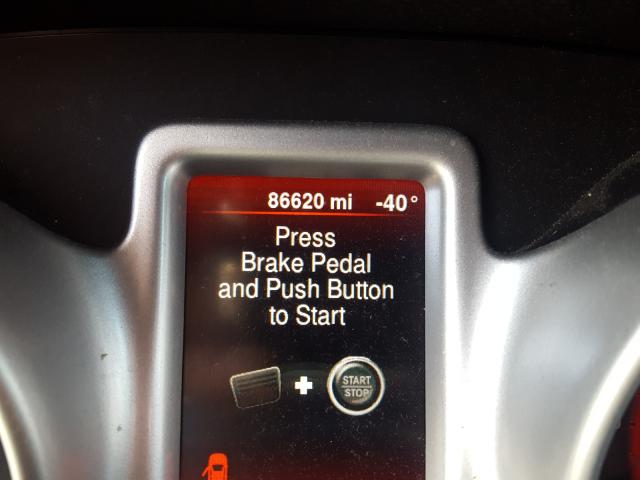 86620 mi -40°
Press
Brake Pedal
and Push Button
to Start
START
STOP